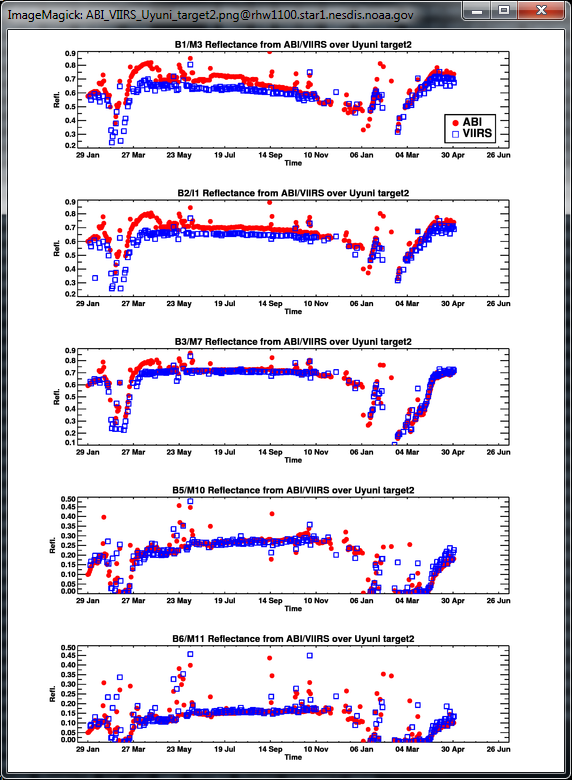 ImageMagick: ABI_VIIRS_Uyuni_target2.png@rhw1100.star1.nesdis.noaa.gov
B1/M3 Reflectance from ABI/VIIRS over Uyuni target2
0.9
0.8
0.7
0.6
0.5
0.4
0.3
0.2
Refl.
ABI
VIIRS
29 Jan 27 Mar 23 May 19 Jul 14 Sep 10 Nov 06 Jan 04 Mar 30 Apr 26 Jun
Time
B2/I1 Reflectance from ABI/VIIRS over Uyuni target2
0.9
0.8
0.7
0.6
0.5
0.4
0.3
0.2
Refl.
29 Jan 27 Mar 23 May 19 Jul 14 Sep 10 Nov 06 Jan 04 Mar 30 Apr 26 Jun
Time
B3/M7 Reflectance from ABI/VIIRS over Uyuni target2
0.9
0.8
0.7
0.6
0.5
0.4
0.3
0.2
0.1
Refl.
29 Jan 27 Mar 23 May 19 Jul 14 Sep 10 Nov 06 Jan 04 Mar 30 Apr 26 Jun
Time
B5/M10 Reflectance from ABI/VIIRS over Uyuni target2
0.50
0.45
0.40
0.35
0.30
0.25
0.20
0.15
0.10
0.05
0.00
Refl.
29 Jan 27 Mar 23 May 19 Jul 14 Sep 10 Nov 06 Jan 04 Mar 30 Apr 26 Jun
Time
B6/M11 Reflectance from ABI/VIIRS over Uyuni target2
0.50
0.45
0.40
0.35
0.30
0.25
0.20
0.15
0.10
0.05
0.00
Refl.
29 Jan 27 Mar 23 May 19 Jul 14 Sep 10 Nov 06 Jan 04 Mar 30 Apr 26 Jun
Time